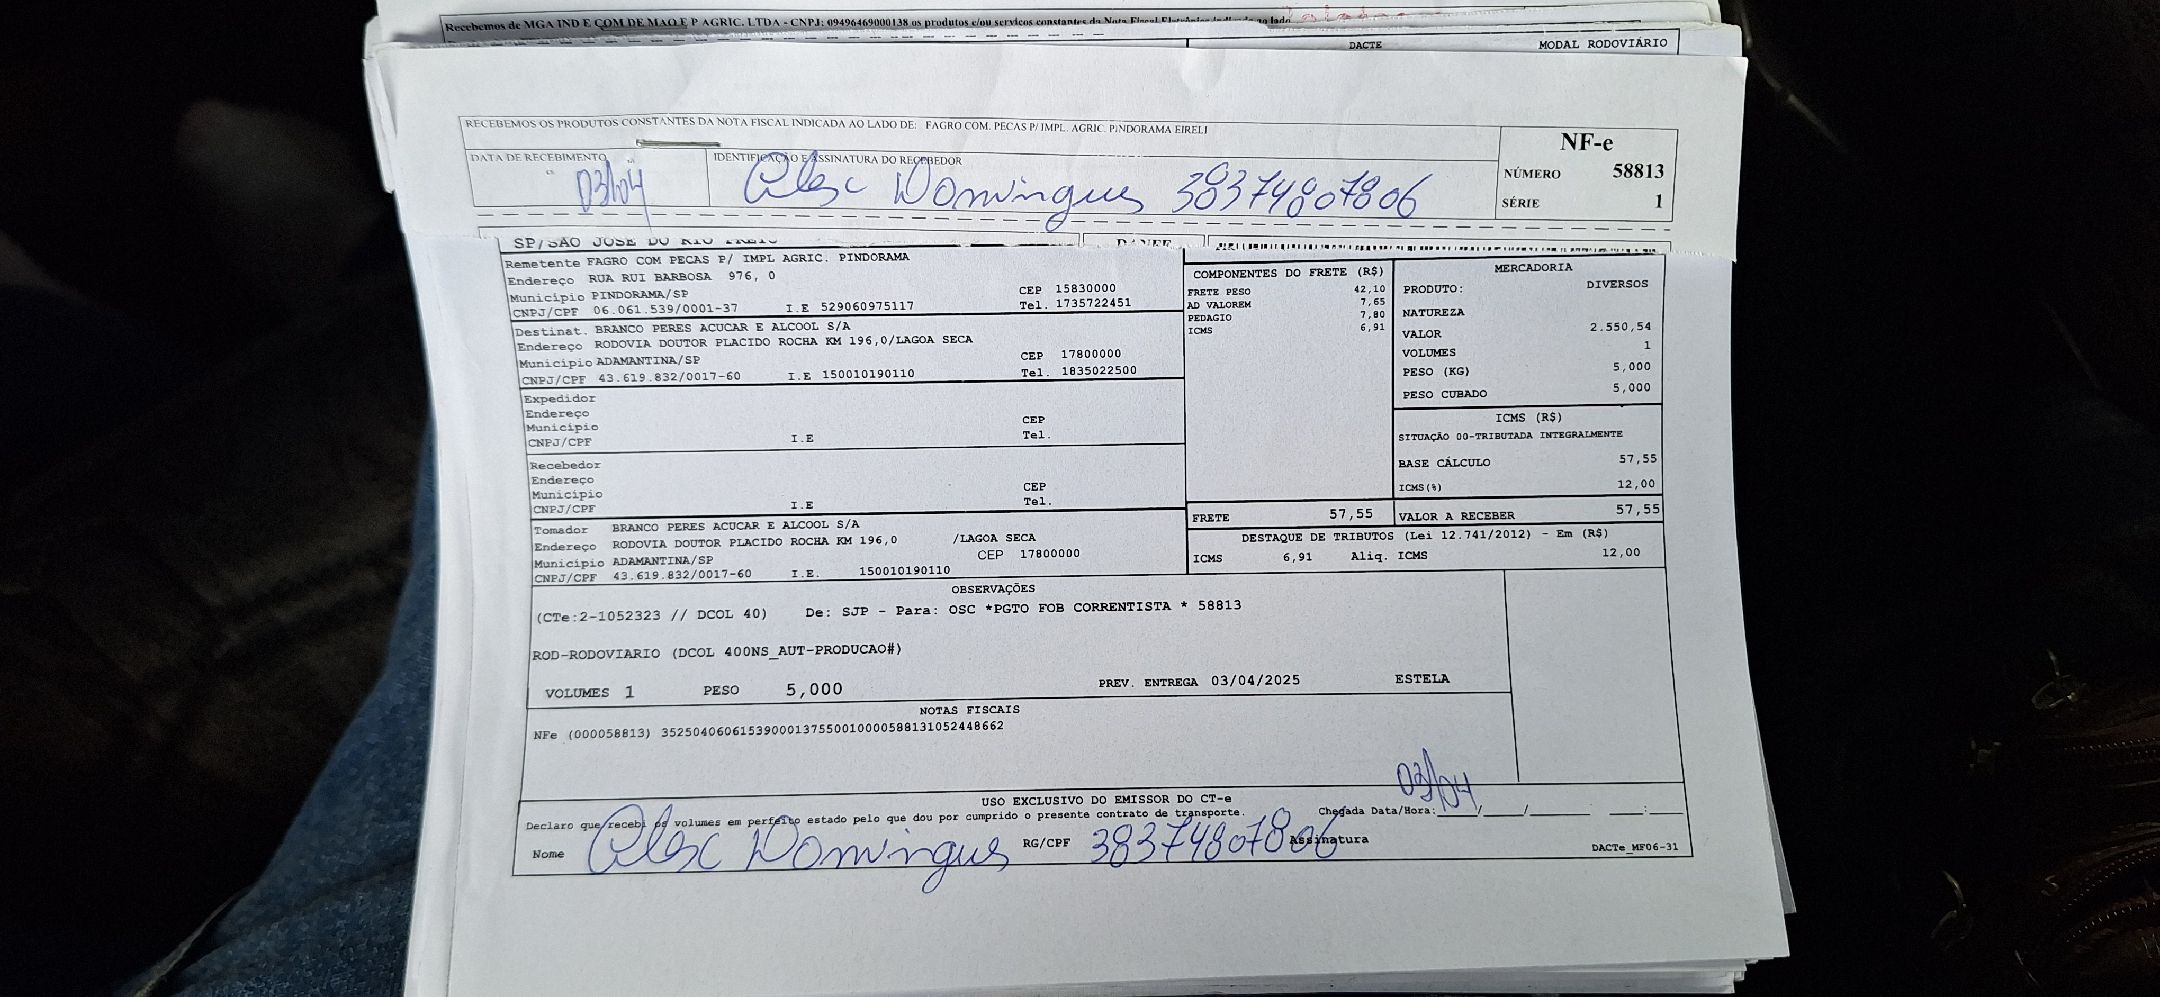 Recebemos de MGA IND E COM DE MAQ E P AGRIC. LTDA - CNPJ: 09496469000138 os produtos e/ou serviços constantes da Nota Fiscal Eletrônica indicada ao lado
DACTE MODAL RODOVIÁRIO
RECEBEMOS OS PRODUTOS CONSTANTES DA NOTA FISCAL INDICADA AO LADO DE: FAGRO COM. PECAS P/ IMPL. AGRIC. PINDORAMA EIRELI
NF-e
DATA DE RECEBIMENTO IDENTIFICAÇÃO E ASSINATURA DO RECEBEDOR
NÚMERO 58813
03/04 Domingues 38374807806
SÉRIE 1
SP/SAO JOSE DO RIO PRETO DANFE
Remetente FAGRO COM PECAS P/ IMPL AGRIC. PINDORAMA
Endereço RUA RUI BARBOSA 976, 0
Município PINDORAMA/SP CEP 15830000
CNPJ/CPF 06.061.539/0001-37 I.E 529060975117 Tel. 1735722451
Destinat. BRANCO PERES ACUCAR E ALCOOL S/A
Endereço RODOVIA DOUTOR PLACIDO ROCHA KM 196,0/LAGOA SECA
Município ADAMANTINA/SP CEP 17800000
CNPJ/CPF 43.619.832/0017-60 I.E 150010190110 Tel. 1835022500
Expedidor
Endereço
Município CEP
CNPJ/CPF I.E Tel.
Recebedor
Endereço
Município CEP
CNPJ/CPF I.E Tel.
Tomador BRANCO PERES ACUCAR E ALCOOL S/A
Endereço RODOVIA DOUTOR PLACIDO ROCHA KM 196,0 /LAGOA SECA
Município ADAMANTINA/SP CEP 17800000
CNPJ/CPF 43.619.832/0017-60 I.E. 150010190110
COMPONENTES DO FRETE (R$)
FRETE PESO 42,10
AD VALOREM 7,65
PEDAGIO 7,80
ICMS 6,91
MERCADORIA
PRODUTO: DIVERSOS
NATUREZA
VALOR 2.550,54
VOLUMES 1
PESO (KG) 5,000
PESO CUBADO 5,000
ICMS (R$)
SITUAÇÃO 00-TRIBUTADA INTEGRALMENTE
BASE CÁLCULO 57,55
ICMS(%) 12,00
FRETE 57,55 VALOR A RECEBER 57,55
DESTAQUE DE TRIBUTOS (Lei 12.741/2012) - Em (R$)
ICMS 6,91 Aliq. ICMS 12,00
OBSERVAÇÕES
(CTe:2-1052323 // DCOL 40) De: SJP - Para: OSC *PGTO FOB CORRENTISTA * 58813
ROD-RODOVIARIO (DCOL 400NS_AUT-PRODUCAO#)
VOLUMES 1 PESO 5,000 PREV. ENTREGA 03/04/2025 ESTELA
NOTAS FISCAIS
NFe (000058813) 35250406061539000137550010000588131052448662
USO EXCLUSIVO DO EMISSOR DO CT-e
Declaro que recebi os volumes em perfeito estado pelo que dou por cumprido o presente contrato de transporte. Chegada Data/Hora: 03/04 / / :
Nome Domingues RG/CPF 38374807806 Assinatura
DACTe_MF06-31